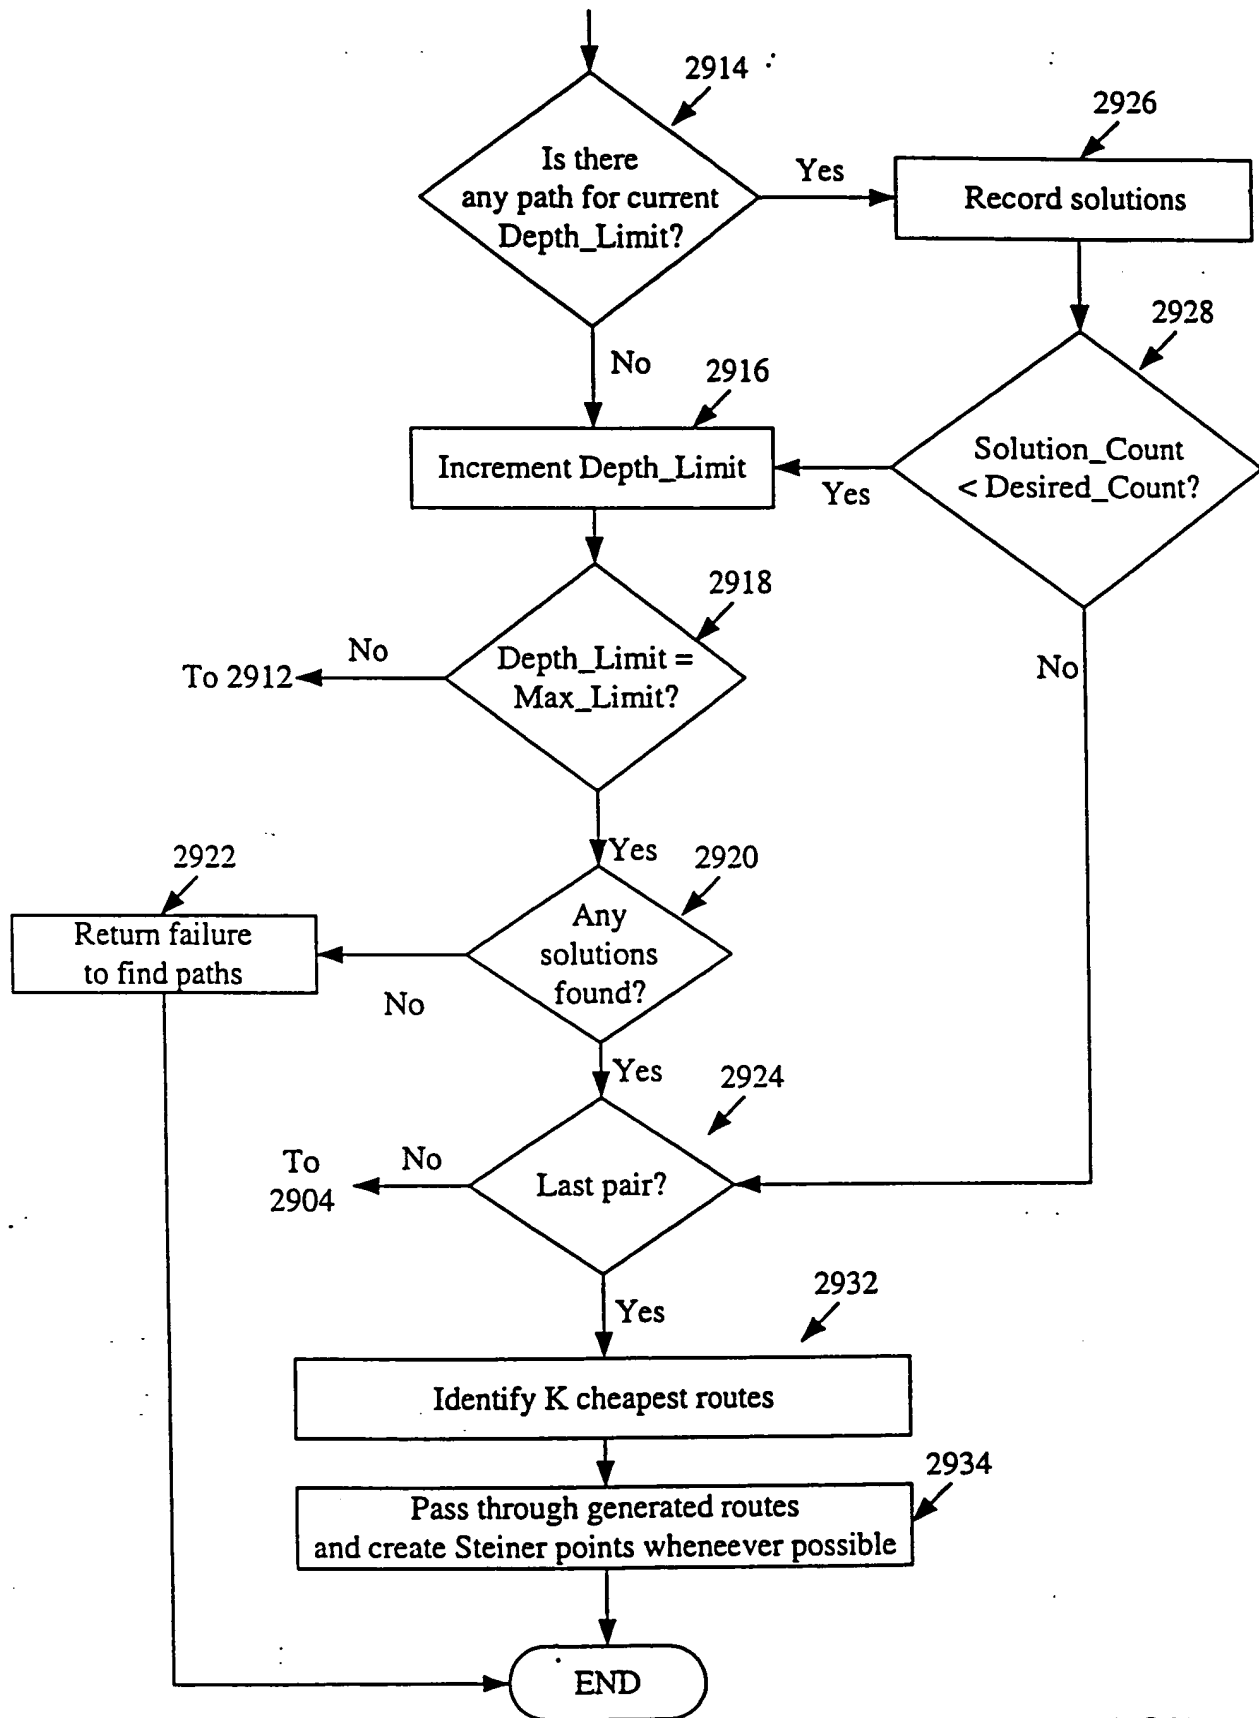 2914
2926
Is there
any path for current
Depth_Limit?
Yes
Record solutions
2928
No
2916
Increment Depth_Limit
Solution_Count
< Desired_Count?
Yes
2918
No
To 2912
Depth_Limit =
Max_Limit?
No
2922
Yes
2920
Return failure
to find paths
Any
solutions
found?
No
Yes
2924
To
2904
No
Last pair?
2932
Yes
Identify K cheapest routes
2934
Pass through generated routes
and create Steiner points wheneever possible
END